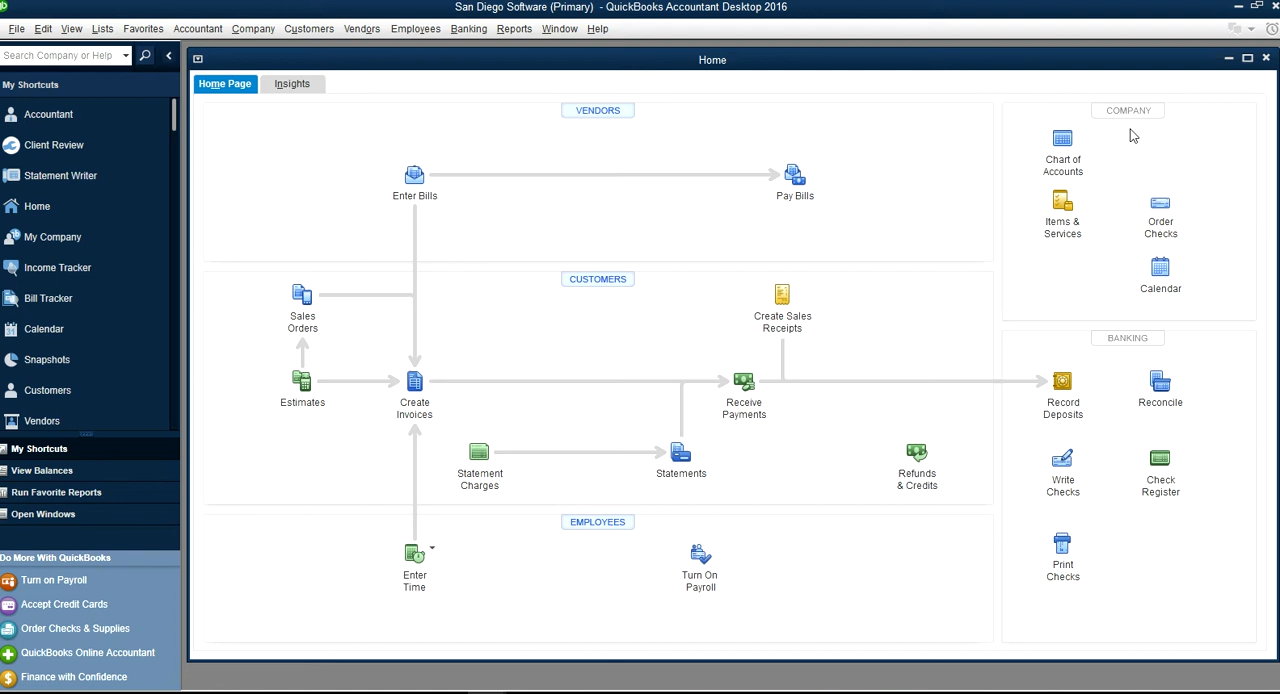 San Diego Software (Primary) - QuickBooks Accountant Desktop 2016
File Edit View Lists Favorites Accountant Company Customers Vendors Employees Banking Reports Window Help
Search Company or Help
My Shortcuts
Accountant
Client Review
Statement Writer
Home
My Company
Income Tracker
Bill Tracker
Calendar
Snapshots
Customers
Vendors
My Shortcuts
View Balances
Run Favorite Reports
Open Windows
Do More With QuickBooks
Turn on Payroll
Accept Credit Cards
Order Checks & Supplies
QuickBooks Online Accountant
Finance with Confidence
Home
Home Page Insights
VENDORS
Enter Bills
Pay Bills
CUSTOMERS
Sales
Orders
Create Sales
Receipts
Estimates
Create
Invoices
Receive
Payments
Statement
Charges
Statements
Refunds
& Credits
EMPLOYEES
Enter
Time
Turn On
Payroll
COMPANY
Chart of
Accounts
Items &
Services
Order
Checks
Calendar
BANKING
Record
Deposits
Reconcile
Write
Checks
Check
Register
Print
Checks